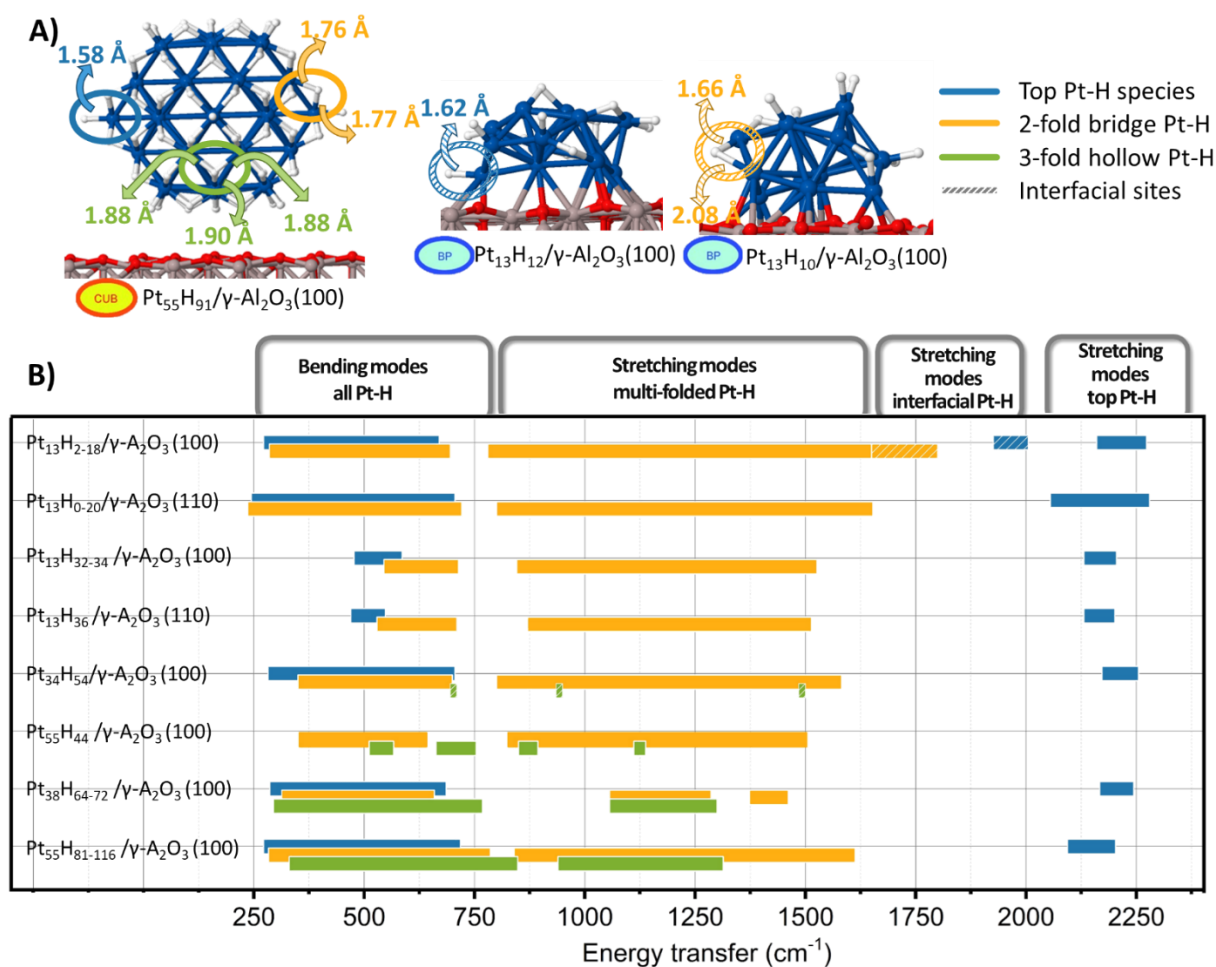 A)
1.58 Å
1.76 Å
1.77 Å
1.88 Å
1.90 Å
1.88 Å
CUB Pt₅₅H₉₁/γ-Al₂O₃(100)
1.62 Å
BP Pt₁₃H₁₂/γ-Al₂O₃(100)
1.66 Å
2.08 Å
BP Pt₁₃H₁₀/γ-Al₂O₃(100)
Top Pt-H species
2-fold bridge Pt-H
3-fold hollow Pt-H
Interfacial sites
B)
Bending modes
all Pt-H
Stretching modes
multi-folded Pt-H
Stretching
modes
interfacial Pt-H
Stretching
modes
top Pt-H
Pt₁₃H₂₋₁₈/γ-A₂O₃ (100)
Pt₁₃H₀₋₂₀/γ-A₂O₃ (110)
Pt₁₃H₃₂₋₃₄ /γ-A₂O₃ (100)
Pt₁₃H₃₆ /γ-A₂O₃ (110)
Pt₃₄H₅₄/γ-A₂O₃ (100)
Pt₅₅H₄₄ /γ-A₂O₃ (100)
Pt₃₈H₆₄₋₇₂ /γ-A₂O₃ (100)
Pt₅₅H₈₁₋₁₁₆ /γ-A₂O₃ (100)
250 500 750 1000 1250 1500 1750 2000 2250
Energy transfer (cm⁻¹)